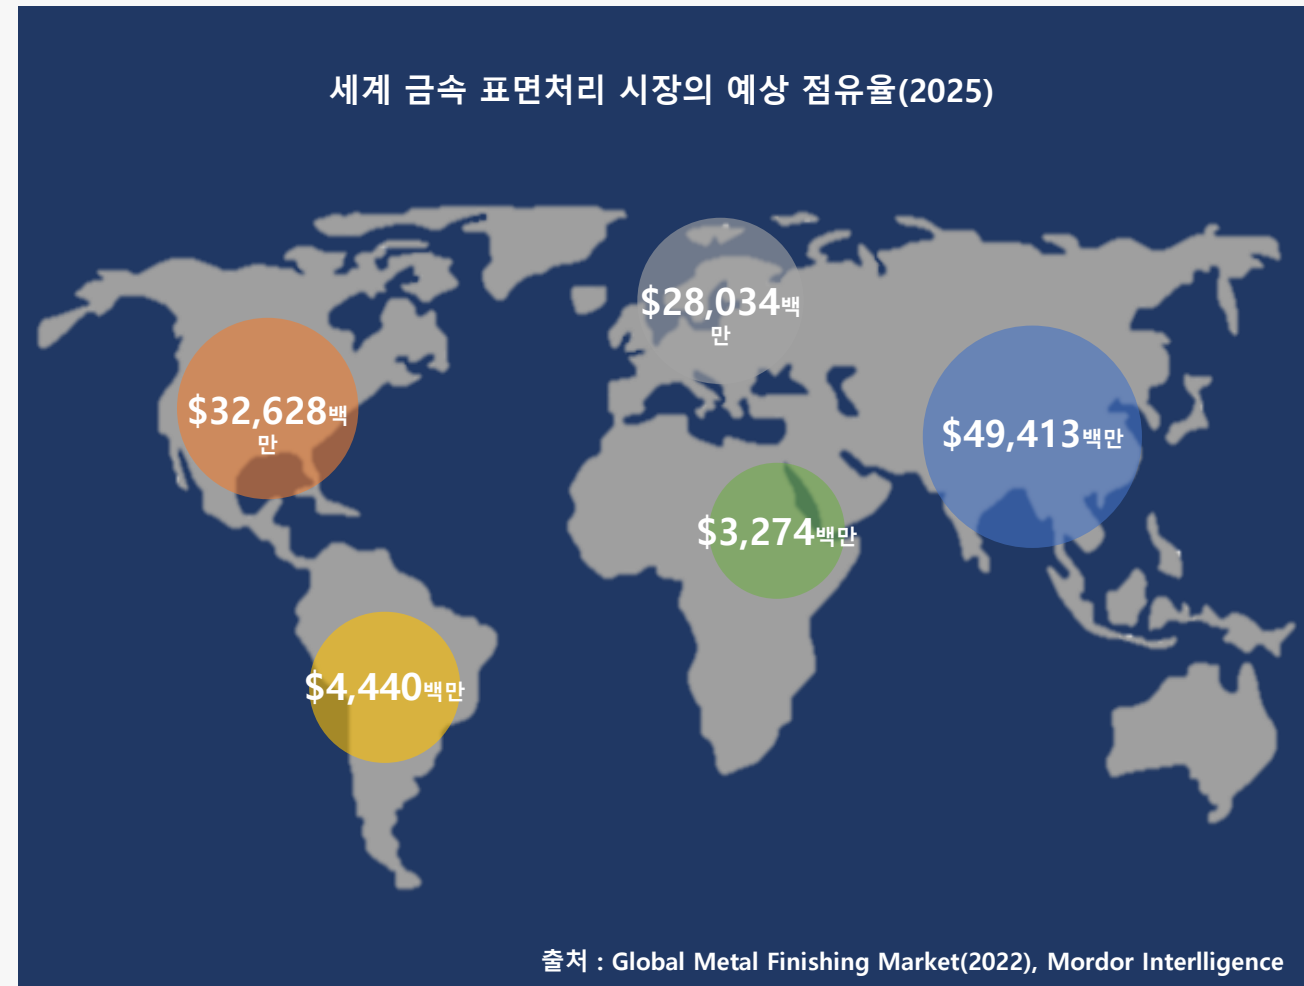 세계 금속 표면처리 시장의 예상 점유율(2025)
$28,034백
만
$32,628백
만
$49,413백만
$3,274백만
$4,440백만
출처 : Global Metal Finishing Market(2022), Mordor Interlligence